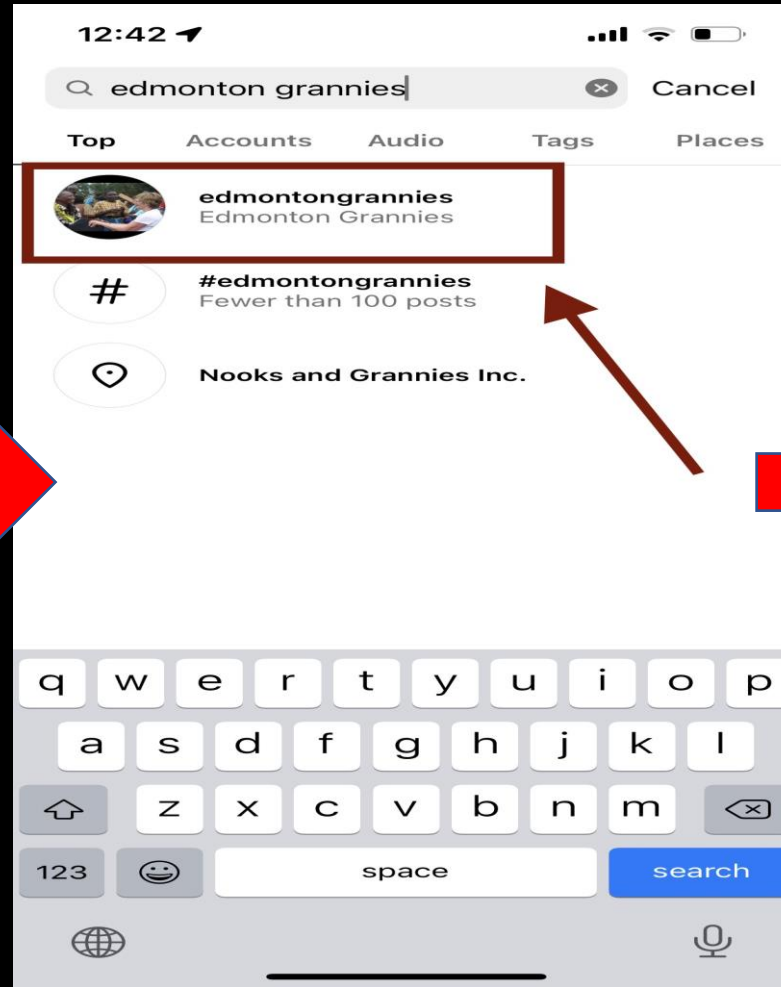 12:42
edmonton grannies
Cancel
Top Accounts Audio Tags Places
edmontongrannies
Edmonton Grannies
#
#edmontongrannies
Fewer than 100 posts
Nooks and Grannies Inc.
q w e r t y u i o p
a s d f g h j k l
z x c v b n m
123 space search